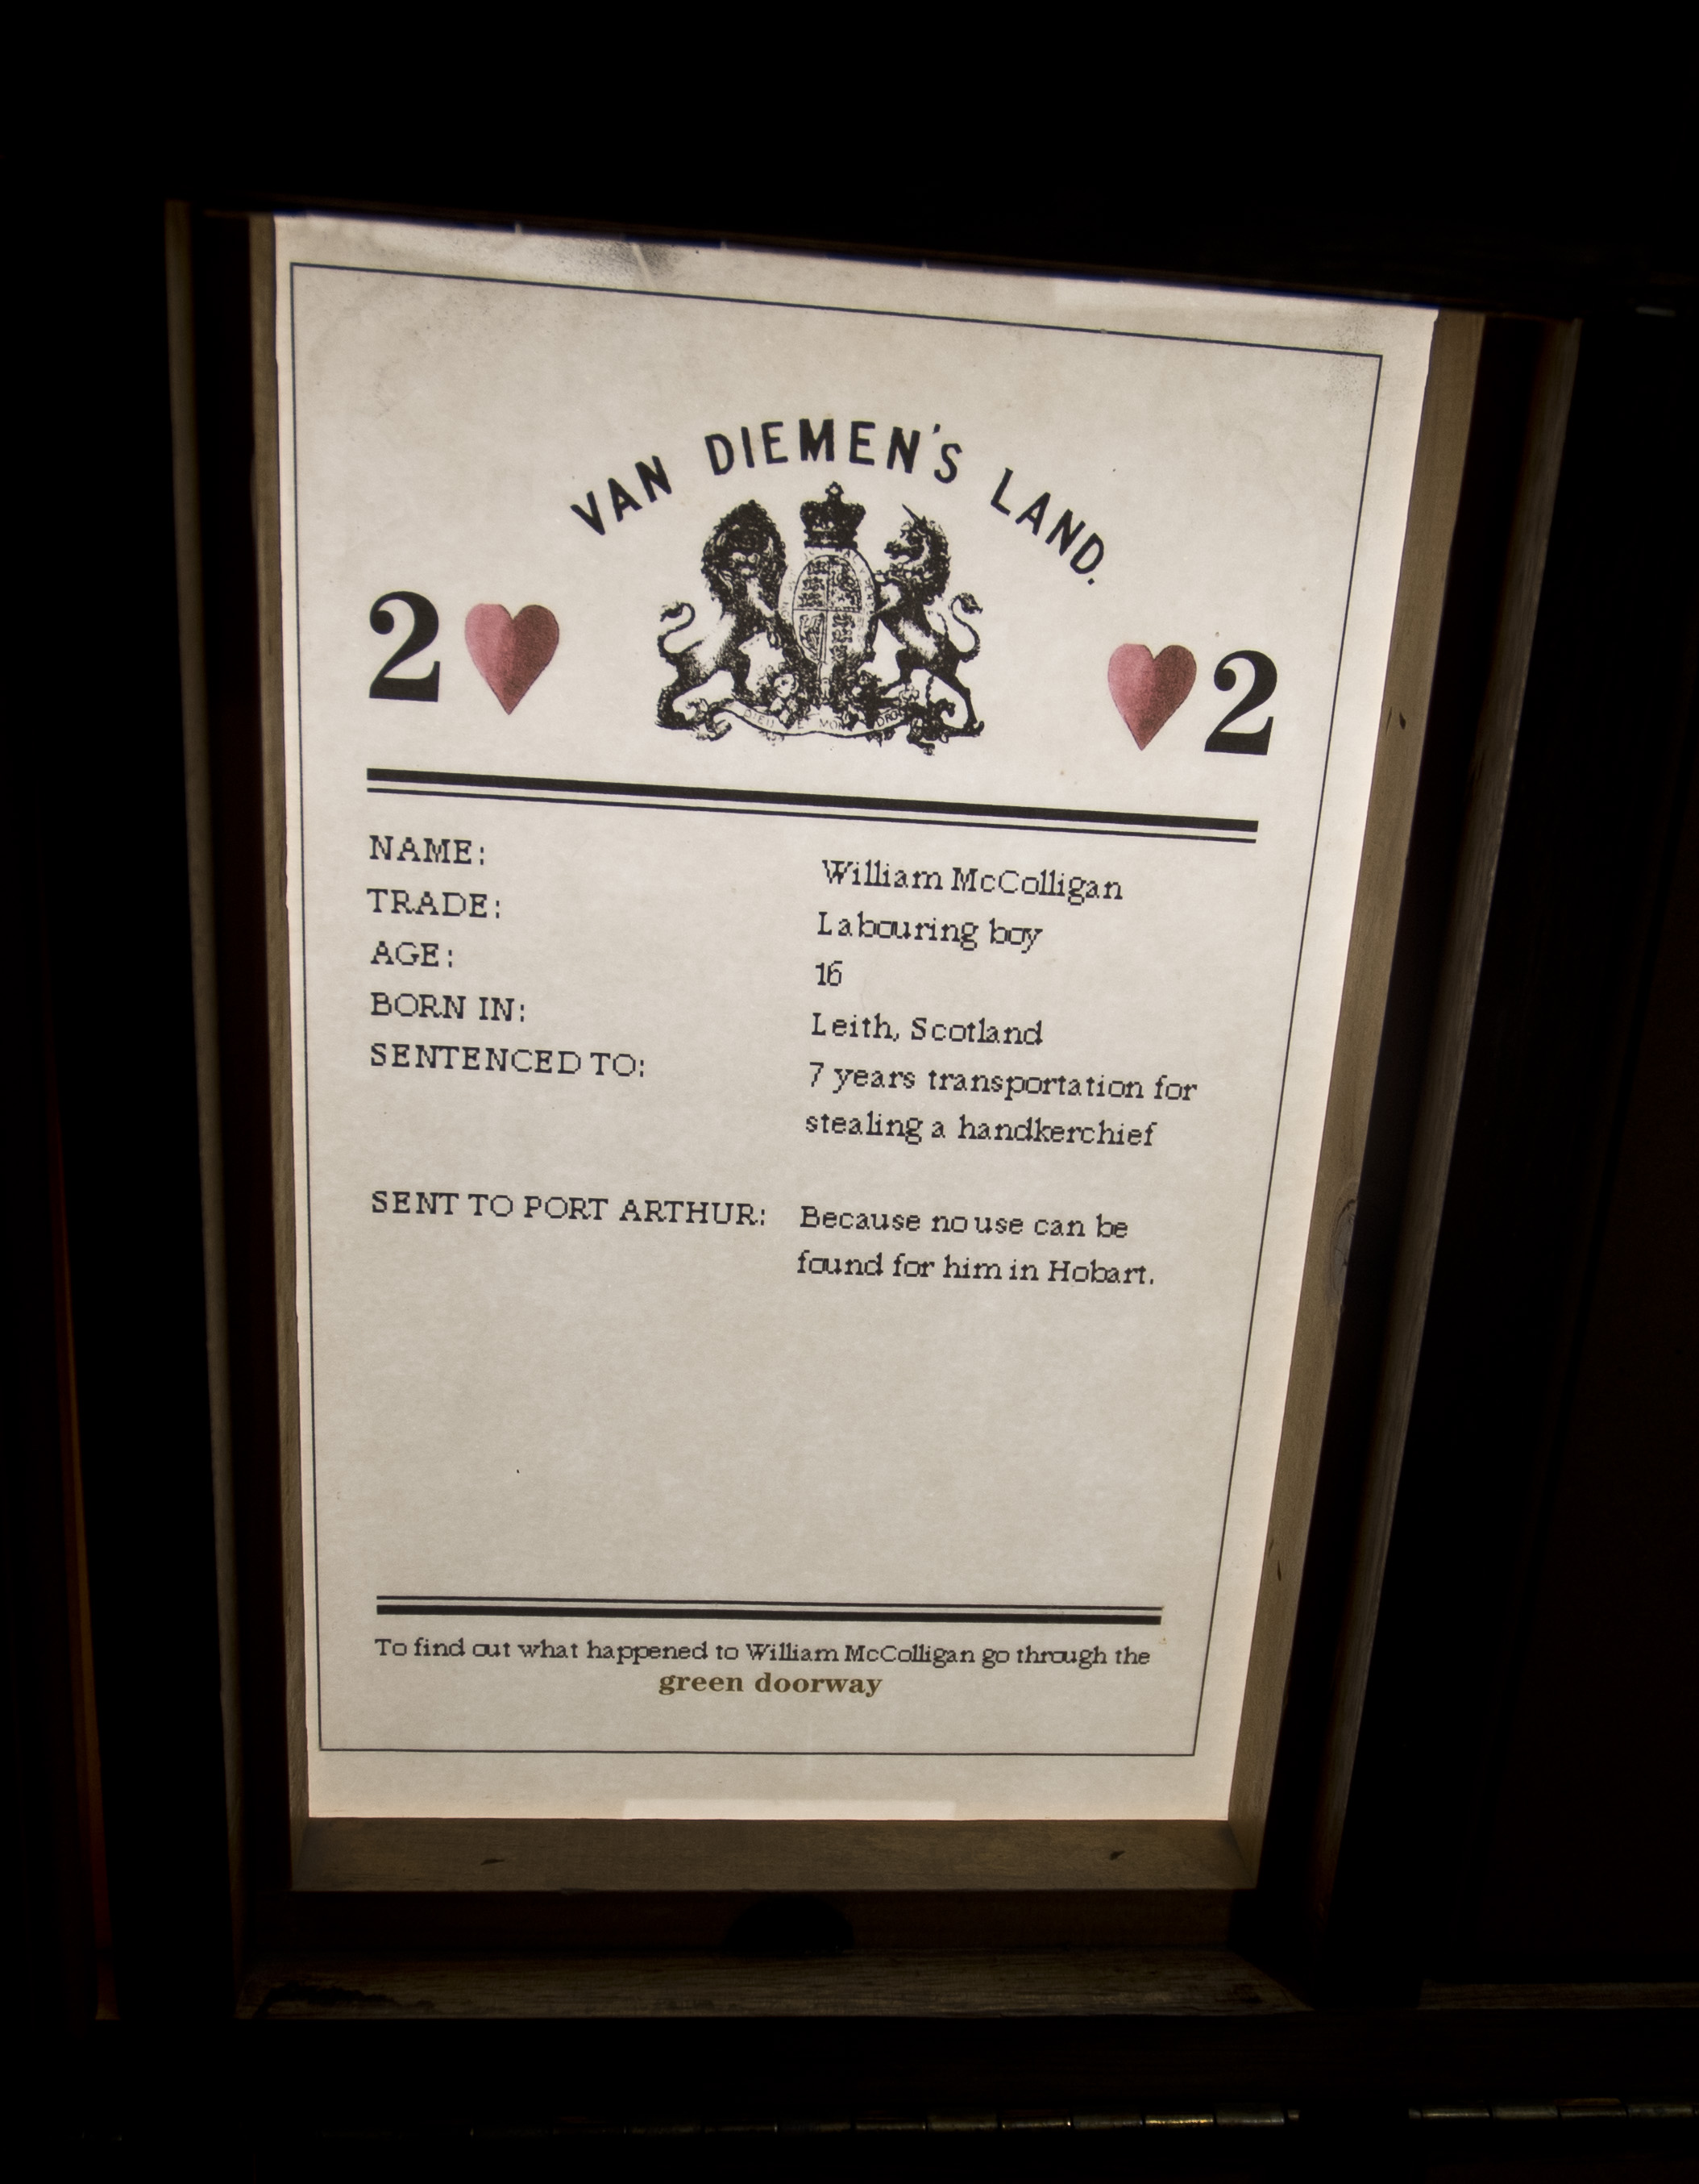 VAN DIEMEN'S LAND.
2 2
NAME: William McColligan
TRADE: Labouring boy
AGE: 16
BORN IN: Leith, Scotland
SENTENCED TO: 7 years transportation for
stealing a handkerchief
SENT TO PORT ARTHUR: Because no use can be
found for him in Hobart.
To find out what happened to William McColligan go through the
green doorway